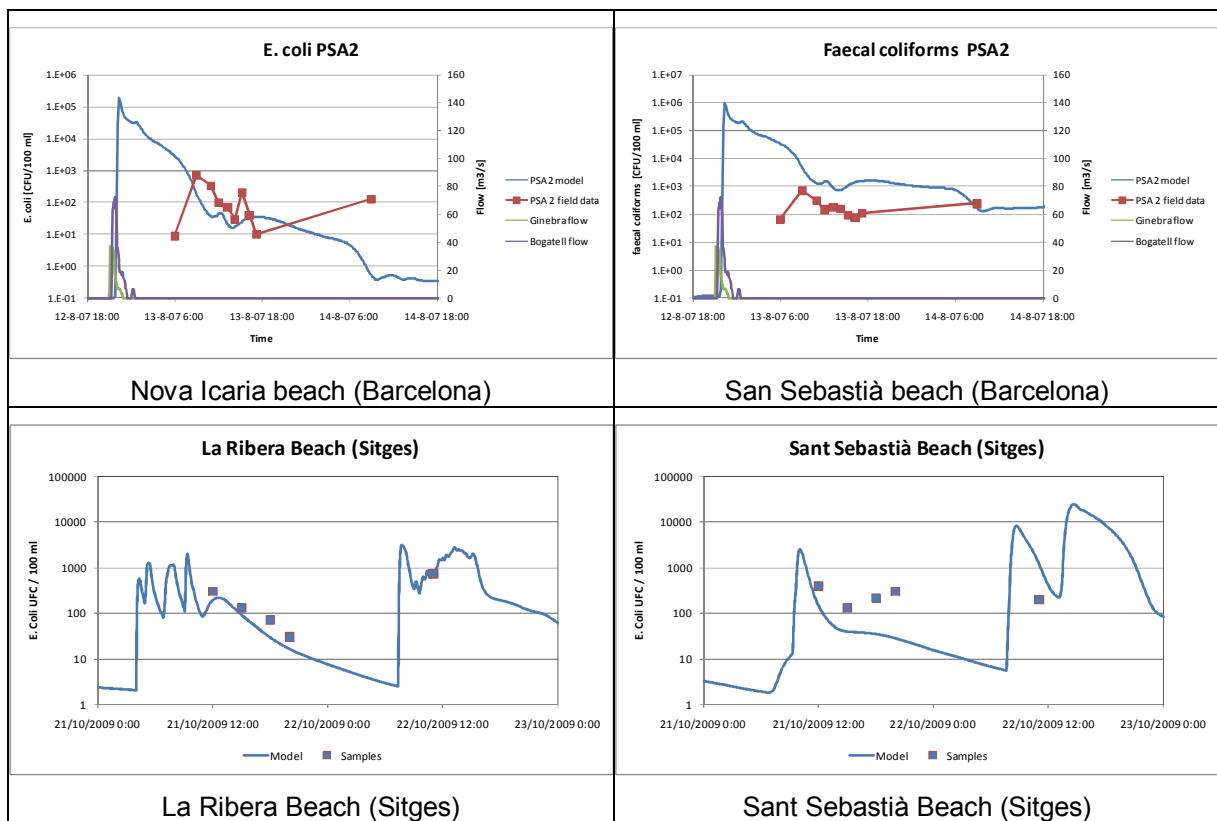 E. coli PSA2
1.E+06
1.E+05
1.E+04
1.E+03
1.E+02
1.E+01
1.E+00
1.E-01
E. coli [CFU/100 ml]
160
140
120
100
80
60
40
20
0
Flow [m3/s]
12-8-07 18:00
13-8-07 6:00
13-8-07 18:00
14-8-07 6:00
14-8-07 18:00
Time
PSA2 model
PSA 2 field data
Ginebra flow
Bogatell flow
Nova Icaria beach (Barcelona)
Faecal coliforms PSA2
1.E+07
1.E+06
1.E+05
1.E+04
1.E+03
1.E+02
1.E+01
1.E+00
1.E-01
faecal coliforms [CFU/100 ml]
160
140
120
100
80
60
40
20
0
Flow [m3/s]
12-8-07 18:00
13-8-07 6:00
13-8-07 18:00
14-8-07 6:00
14-8-07 18:00
Time
PSA2 model
PSA 2 field data
Ginebra flow
Bogatell flow
San Sebastià beach (Barcelona)
La Ribera Beach (Sitges)
100000
10000
1000
100
10
1
E. Coli UFC / 100 ml
21/10/2009 0:00
21/10/2009 12:00
22/10/2009 0:00
22/10/2009 12:00
23/10/2009 0:00
Model
Samples
La Ribera Beach (Sitges)
Sant Sebastià Beach (Sitges)
100000
10000
1000
100
10
1
E. Coli UFC / 100 ml
21/10/2009 0:00
21/10/2009 12:00
22/10/2009 0:00
22/10/2009 12:00
23/10/2009 0:00
Model
Samples
Sant Sebastià Beach (Sitges)